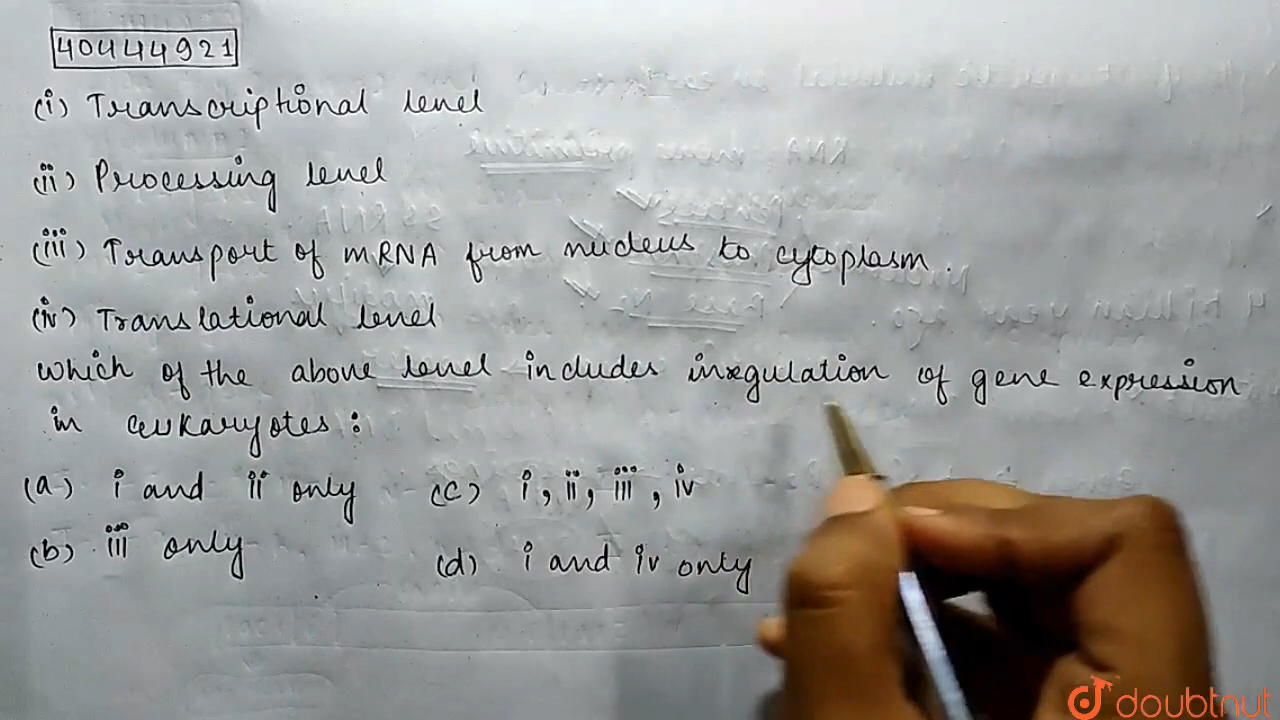 40444921
(i) Transcriptional level
(ii) Processing level
(iii) Transport of mRNA from nucleus to cytoplasm.
(iv) Translational level
which of the above level includes in regulation of gene expression
in eukaryotes :
(a) i and ii only (c) i, ii, iii, iv
(b) iii only (d) i and iv only
doubtnut